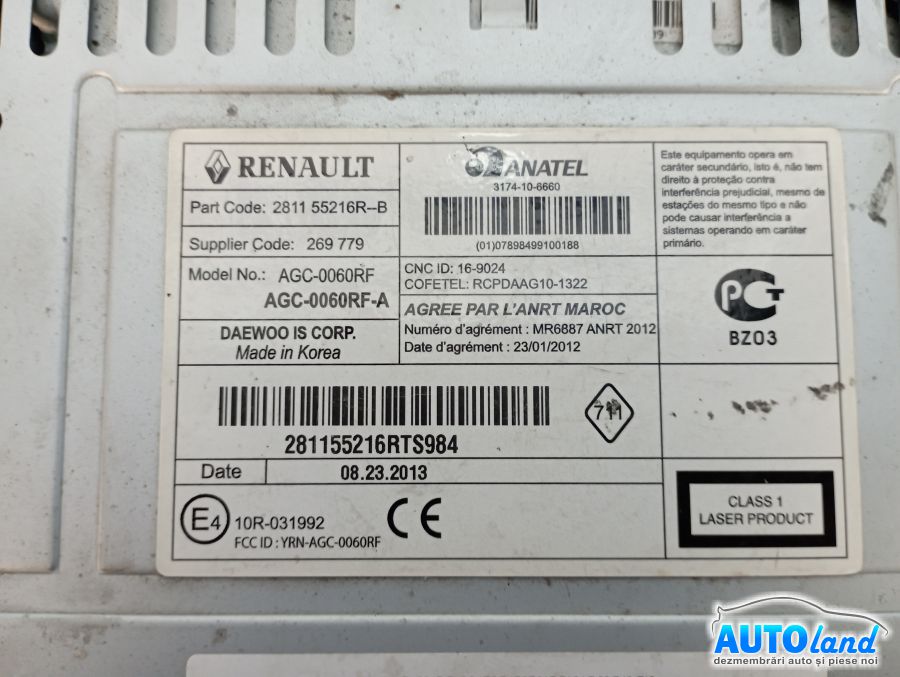 RENAULT
Part Code: 2811 55216R--B
Supplier Code: 269 779
Model No.: AGC-0060RF
AGC-0060RF-A
DAEWOO IS CORP.
Made in Korea
ANATEL
3174-10-6660
(01)07898499100188
CNC ID: 16-9024
COFETEL: RCPDAAG10-1322
AGREE PAR L'ANRT MAROC
Numéro d'agrément : MR6887 ANRT 2012
Date d'agrément : 23/01/2012
Este equipamento opera em
caráter secundário, isto é, não tem
direito à proteção contra
interferência prejudicial, mesmo de
estações do mesmo tipo e não
pode causar interferência a
sistemas operando em caráter
primário.
PCT
BZ03
281155216RTS984
711
Date 08.23.2013
E4 10R-031992
FCC ID : YRN-AGC-0060RF
CE
CLASS 1
LASER PRODUCT
AUTOland
dezmembrări auto și piese noi